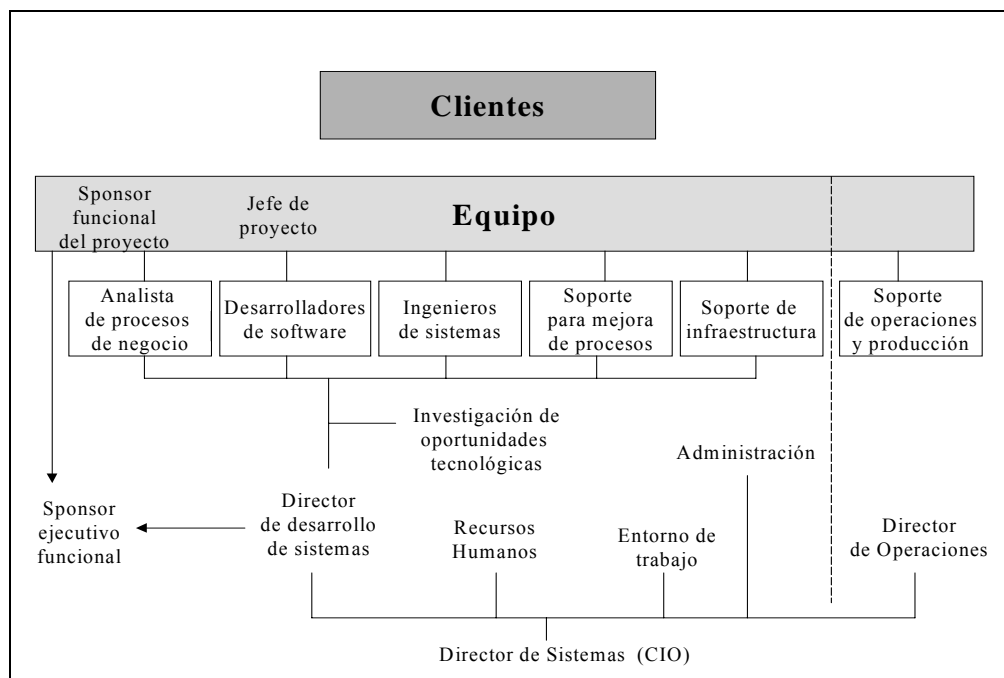 Clientes
Sponsor
funcional
del proyecto
Jefe de
proyecto
Equipo
Analista
de procesos
de negocio
Desarrolladores
de software
Ingenieros
de sistemas
Soporte
para mejora
de procesos
Soporte de
infraestructura
Soporte
de operaciones
y producción
Investigación de
oportunidades
tecnológicas
Administración
Sponsor
ejecutivo
funcional
Director
de desarrollo
de sistemas
Recursos
Humanos
Entorno de
trabajo
Director
de Operaciones
Director de Sistemas (CIO)